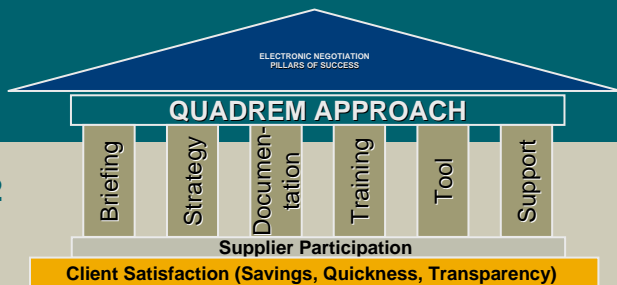 ELECTRONIC NEGOTIATION
PILLARS OF SUCCESS
QUADREM APPROACH
Briefing
Strategy
Documen-
tation
Training
Tool
Support
Supplier Participation
Client Satisfaction (Savings, Quickness, Transparency)